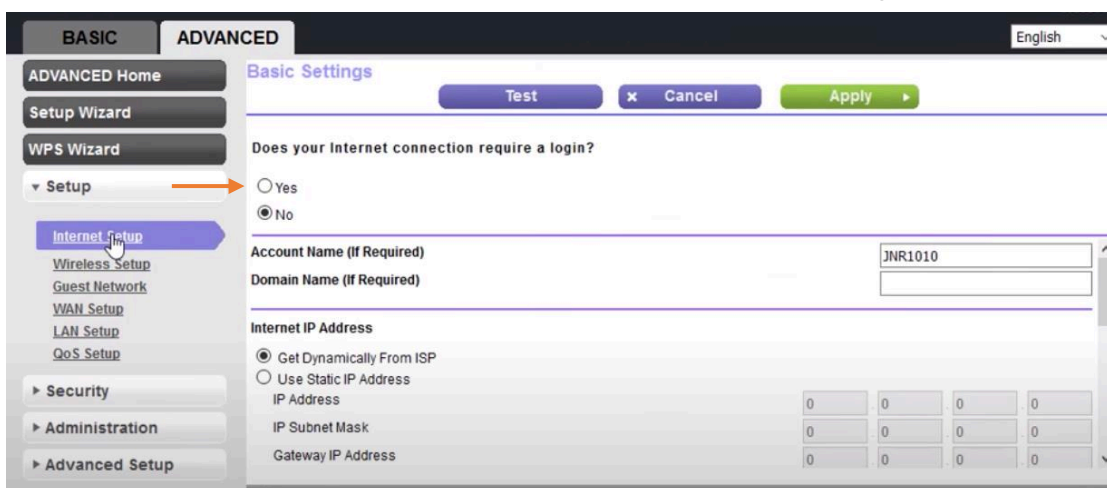 BASIC ADVANCED English
ADVANCED Home
Setup Wizard
WPS Wizard
Setup
Internet Setup
Wireless Setup
Guest Network
WAN Setup
LAN Setup
QoS Setup
Security
Administration
Advanced Setup
Basic Settings
Test Cancel Apply
Does your Internet connection require a login?
Yes
No
Account Name (If Required) JNR1010
Domain Name (If Required)
Internet IP Address
Get Dynamically From ISP
Use Static IP Address
IP Address 0 . 0 . 0 . 0
IP Subnet Mask 0 . 0 . 0 . 0
Gateway IP Address 0 . 0 . 0 . 0